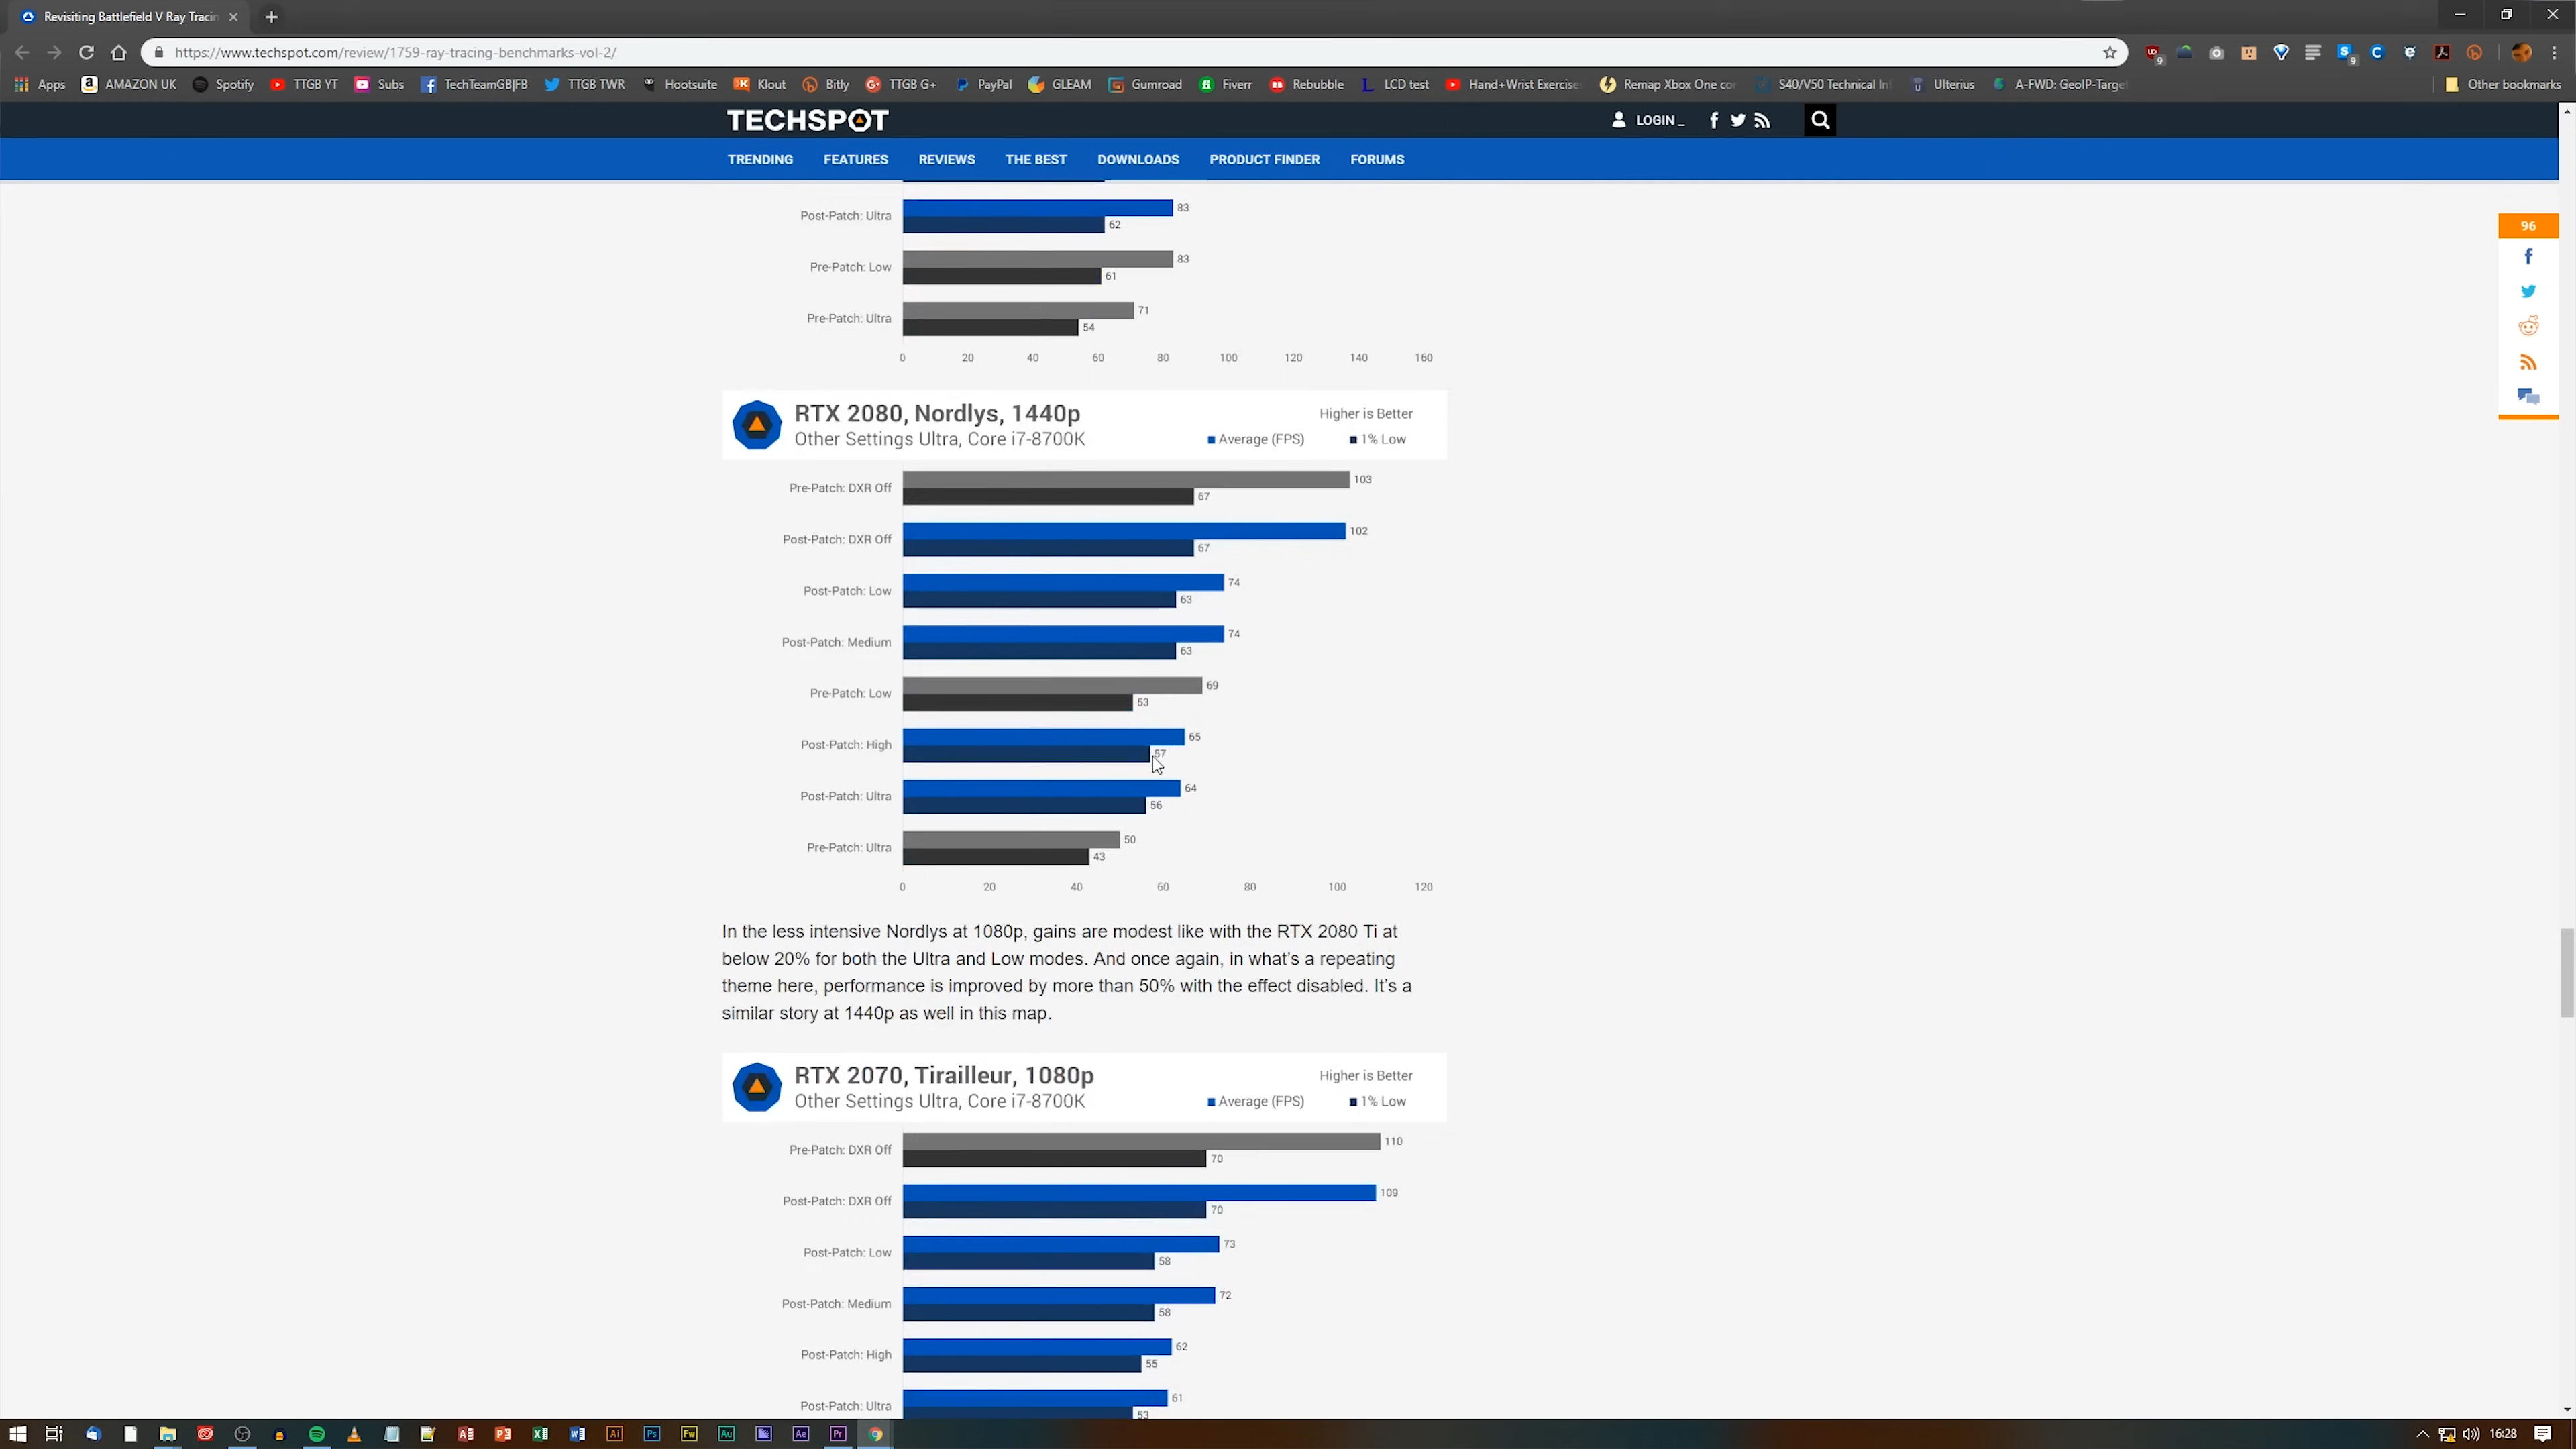 Revisiting Battlefield V Ray Tracin
https://www.techspot.com/review/1759-ray-tracing-benchmarks-vol-2/
Apps AMAZON UK Spotify TTGB YT Subs TechTeamGB|FB TTGB TWR Hootsuite Klout Bitly TTGB G+ PayPal GLEAM Gumroad Fiverr Rebubble LCD test Hand+Wrist Exercise Remap Xbox One co S40/V50 Technical In Ulterius A-FWD: GeoIP-Targe Other bookmarks
TECHSPOT
LOGIN _
TRENDING FEATURES REVIEWS THE BEST DOWNLOADS PRODUCT FINDER FORUMS
Post-Patch: Ultra 83
62
Pre-Patch: Low 83
61
Pre-Patch: Ultra 71
54
0 20 40 60 80 100 120 140 160
96
RTX 2080, Nordlys, 1440p Higher is Better
Other Settings Ultra, Core i7-8700K Average (FPS) 1% Low
Pre-Patch: DXR Off 103
67
Post-Patch: DXR Off 102
67
Post-Patch: Low 74
63
Post-Patch: Medium 74
63
Pre-Patch: Low 69
53
Post-Patch: High 65
57
Post-Patch: Ultra 64
56
Pre-Patch: Ultra 50
43
0 20 40 60 80 100 120
In the less intensive Nordlys at 1080p, gains are modest like with the RTX 2080 Ti at
below 20% for both the Ultra and Low modes. And once again, in what's a repeating
theme here, performance is improved by more than 50% with the effect disabled. It's a
similar story at 1440p as well in this map.
RTX 2070, Tirailleur, 1080p Higher is Better
Other Settings Ultra, Core i7-8700K Average (FPS) 1% Low
Pre-Patch: DXR Off 110
70
Post-Patch: DXR Off 109
70
Post-Patch: Low 73
58
Post-Patch: Medium 72
58
Post-Patch: High 62
55
Post-Patch: Ultra 61
53
16:28